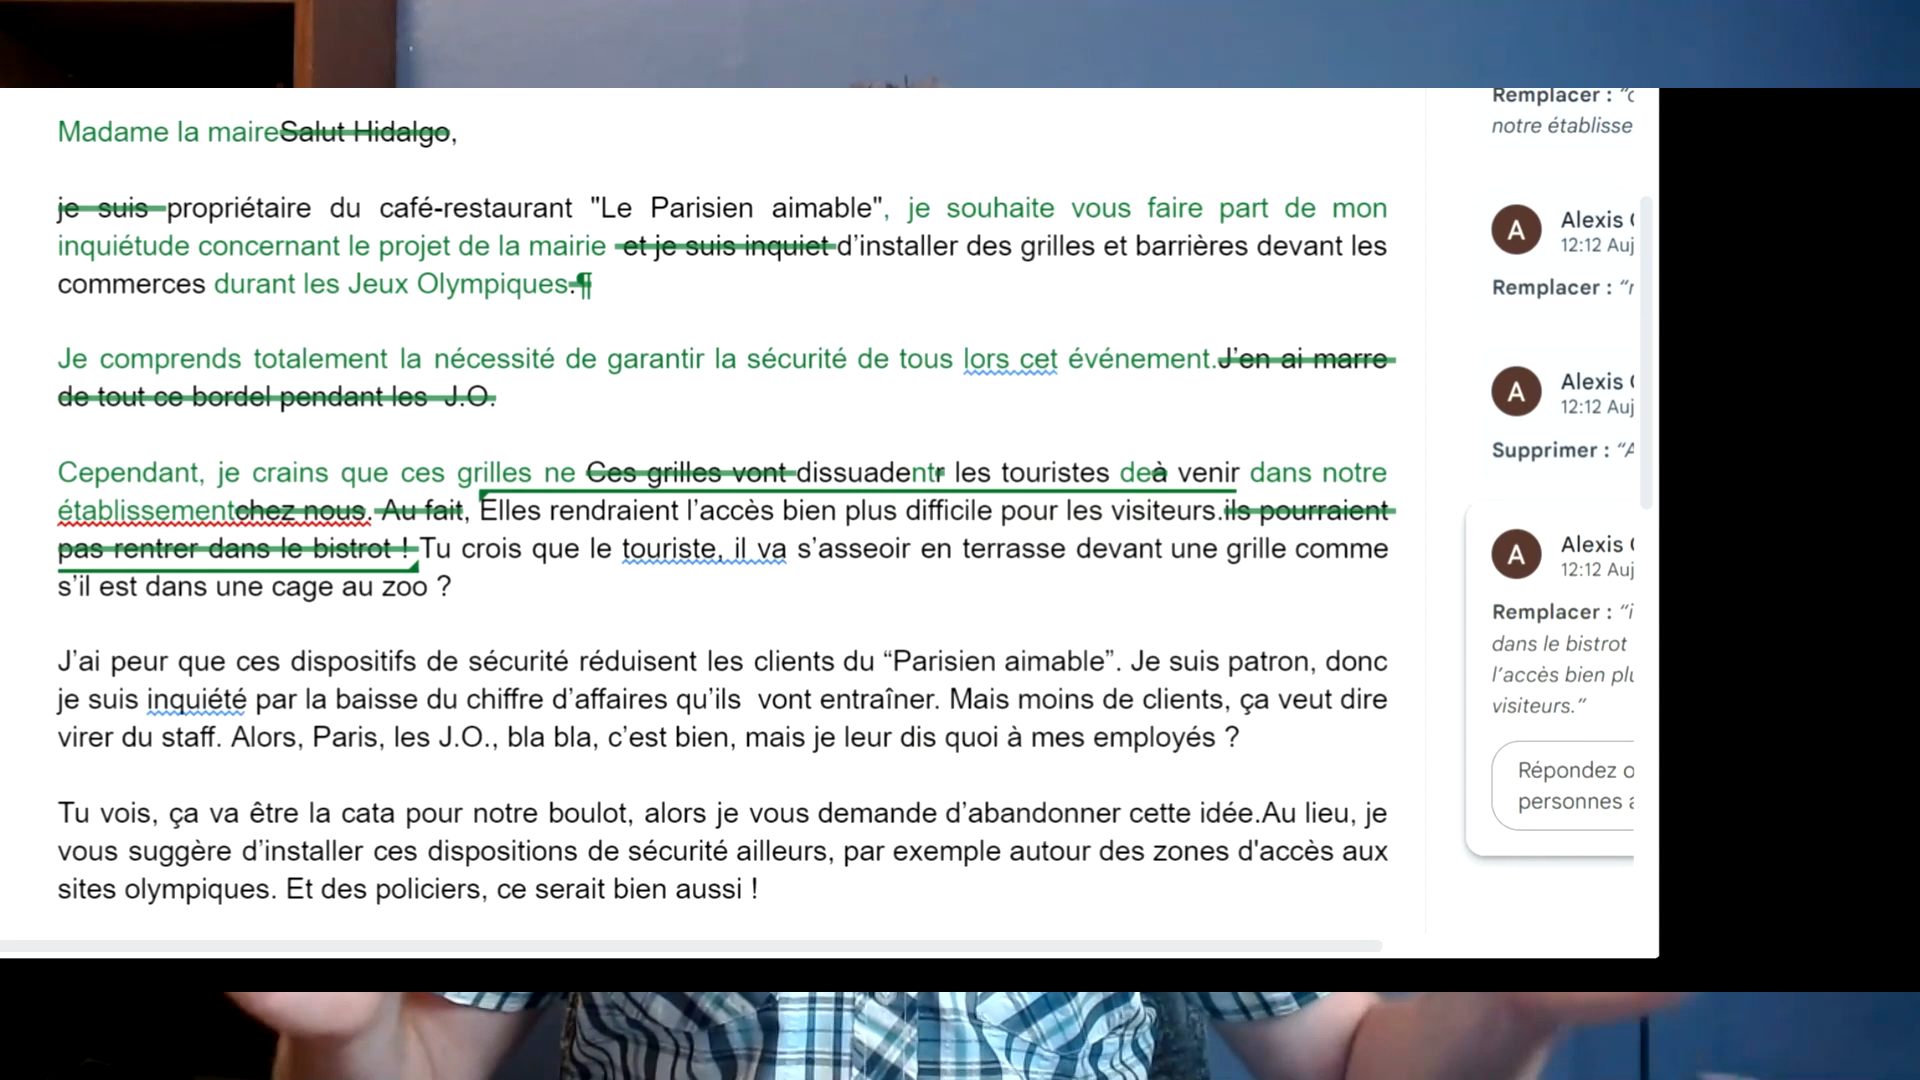 Madame la maireSalut Hidalgo,
je suis propriétaire du café-restaurant "Le Parisien aimable", je souhaite vous faire part de mon
inquiétude concernant le projet de la mairie et je suis inquiet d’installer des grilles et barrières devant les
commerces durant les Jeux Olympiques.¶
Je comprends totalement la nécessité de garantir la sécurité de tous lors cet événement.J’en ai marre
de tout ce bordel pendant les J.O.
Cependant, je crains que ces grilles ne Ces grilles vont dissuadentr les touristes deà venir dans notre
établissementchez nous. Au fait, Elles rendraient l’accès bien plus difficile pour les visiteurs.ils pourraient
pas rentrer dans le bistrot ! Tu crois que le touriste, il va s’asseoir en terrasse devant une grille comme
s’il est dans une cage au zoo ?
J’ai peur que ces dispositifs de sécurité réduisent les clients du “Parisien aimable”. Je suis patron, donc
je suis inquiété par la baisse du chiffre d’affaires qu’ils vont entraîner. Mais moins de clients, ça veut dire
virer du staff. Alors, Paris, les J.O., bla bla, c’est bien, mais je leur dis quoi à mes employés ?
Tu vois, ça va être la cata pour notre boulot, alors je vous demande d’abandonner cette idée.Au lieu, je
vous suggère d’installer ces dispositions de sécurité ailleurs, par exemple autour des zones d'accès aux
sites olympiques. Et des policiers, ce serait bien aussi !
Remplacer :
notre établisse
A Alexis
12:12 Auj
Remplacer :
A Alexis
12:12 Auj
Supprimer :
A Alexis
12:12 Auj
Remplacer : “i
dans le bistrot
l’accès bien plu
visiteurs.”
Répondez o
personnes a